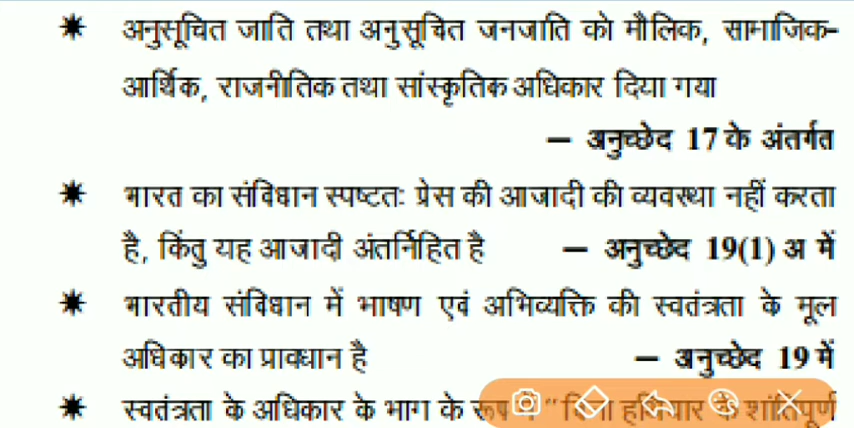 * अनुसूचित जाति तथा अनुसूचित जनजाति को मौलिक, सामाजिक-
आर्थिक, राजनीतिक तथा सांस्कृतिक अधिकार दिया गया
— अनुच्छेद 17 के अंतर्गत
* भारत का संविधान स्पष्टतः प्रेस की आजादी की व्यवस्था नहीं करता
है, किंतु यह आजादी अंतर्निहित है — अनुच्छेद 19(1) अ में
* भारतीय संविधान में भाषण एवं अभिव्यक्ति की स्वतंत्रता के मूल
अधिकार का प्रावधान है — अनुच्छेद 19 में
* स्वतंत्रता के अधिकार के भाग के रूप में "बिना हथियार के शांतिपूर्ण